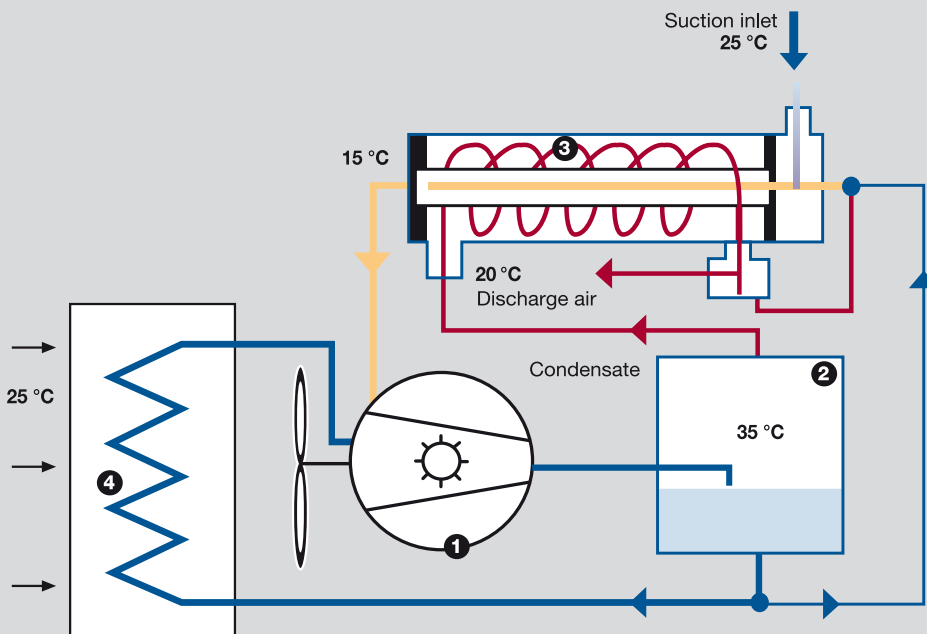 Suction inlet
25 °C
3
15 °C
20 °C
Discharge air
Condensate
2
35 °C
25 °C
4
1